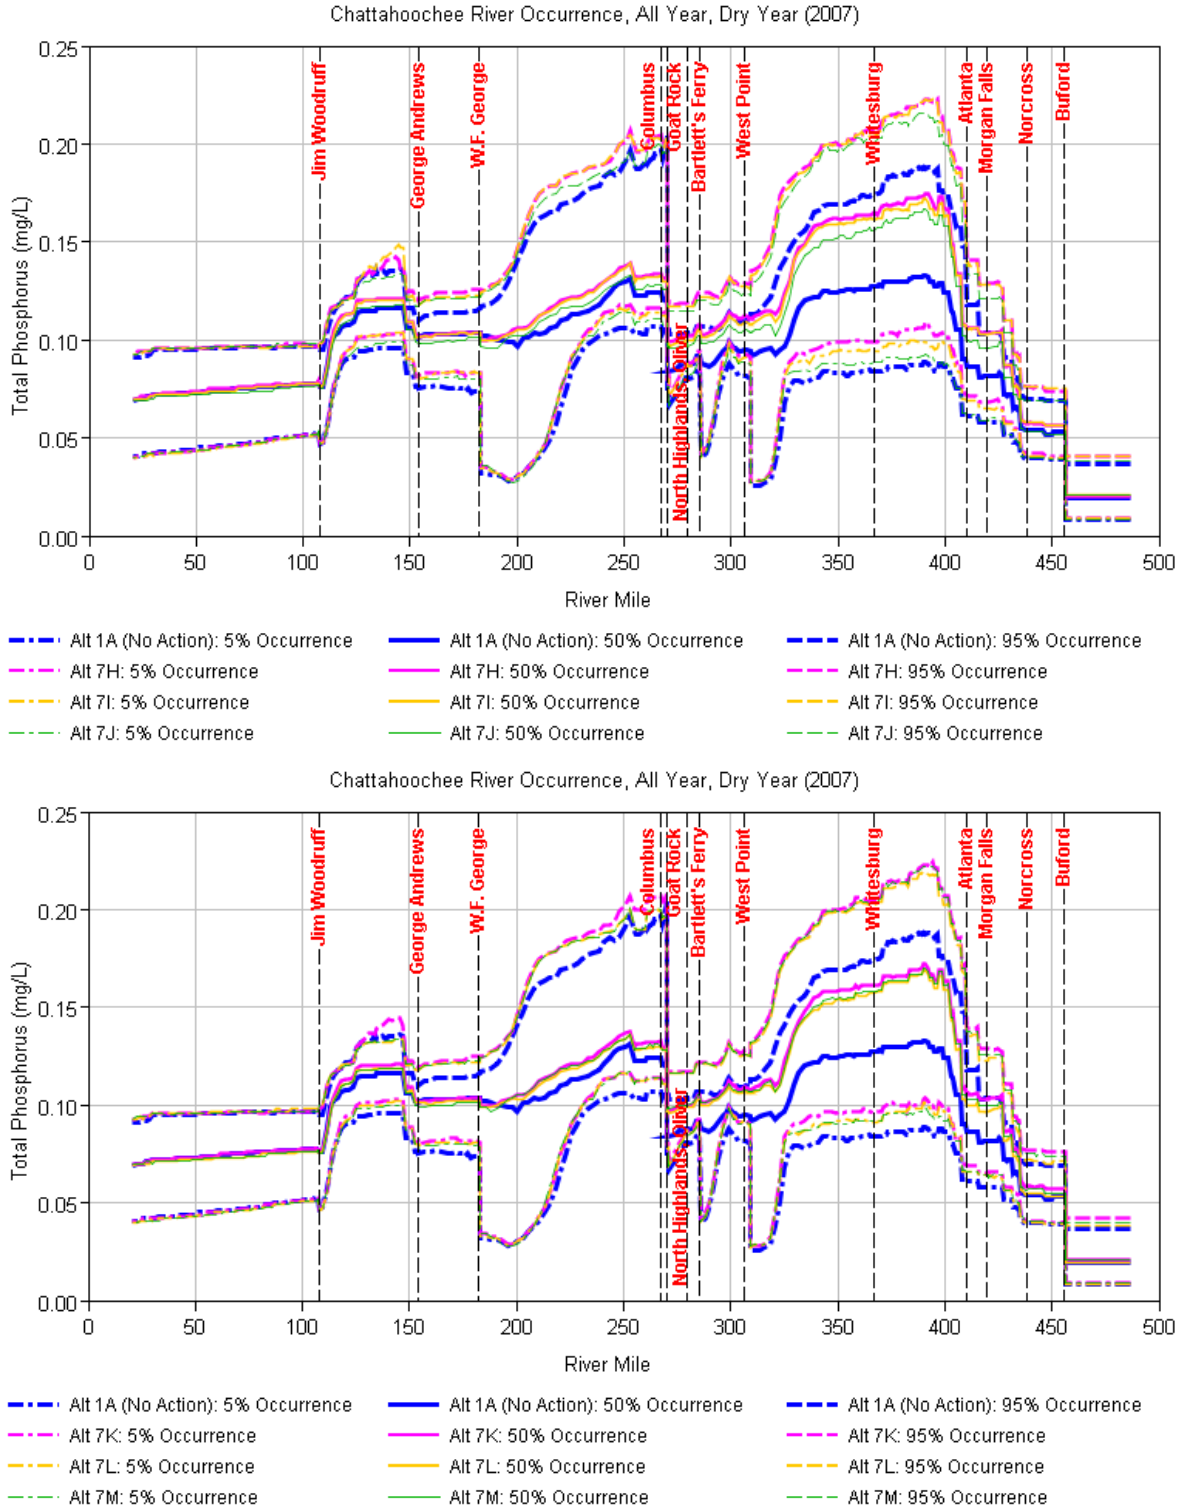 Chattahoochee River Occurrence, All Year, Dry Year (2007)
Total Phosphorus (mg/L)
0.25
0.20
0.15
0.10
0.05
0.00
Jim Woodruff
George Andrews
W.F. George
Columbus
Goat Rock
North Highlands, Oliver
Bartlett's Ferry
West Point
Whitesburg
Atlanta
Morgan Falls
Norcross
Buford
0 50 100 150 200 250 300 350 400 450 500
River Mile
Alt 1A (No Action): 5% Occurrence Alt 1A (No Action): 50% Occurrence Alt 1A (No Action): 95% Occurrence
Alt 7H: 5% Occurrence Alt 7H: 50% Occurrence Alt 7H: 95% Occurrence
Alt 7I: 5% Occurrence Alt 7I: 50% Occurrence Alt 7I: 95% Occurrence
Alt 7J: 5% Occurrence Alt 7J: 50% Occurrence Alt 7J: 95% Occurrence
Chattahoochee River Occurrence, All Year, Dry Year (2007)
Total Phosphorus (mg/L)
0.25
0.20
0.15
0.10
0.05
0.00
Jim Woodruff
George Andrews
W.F. George
Columbus
Goat Rock
North Highlands, Oliver
Bartlett's Ferry
West Point
Whitesburg
Atlanta
Morgan Falls
Norcross
Buford
0 50 100 150 200 250 300 350 400 450 500
River Mile
Alt 1A (No Action): 5% Occurrence Alt 1A (No Action): 50% Occurrence Alt 1A (No Action): 95% Occurrence
Alt 7K: 5% Occurrence Alt 7K: 50% Occurrence Alt 7K: 95% Occurrence
Alt 7L: 5% Occurrence Alt 7L: 50% Occurrence Alt 7L: 95% Occurrence
Alt 7M: 5% Occurrence Alt 7M: 50% Occurrence Alt 7M: 95% Occurrence